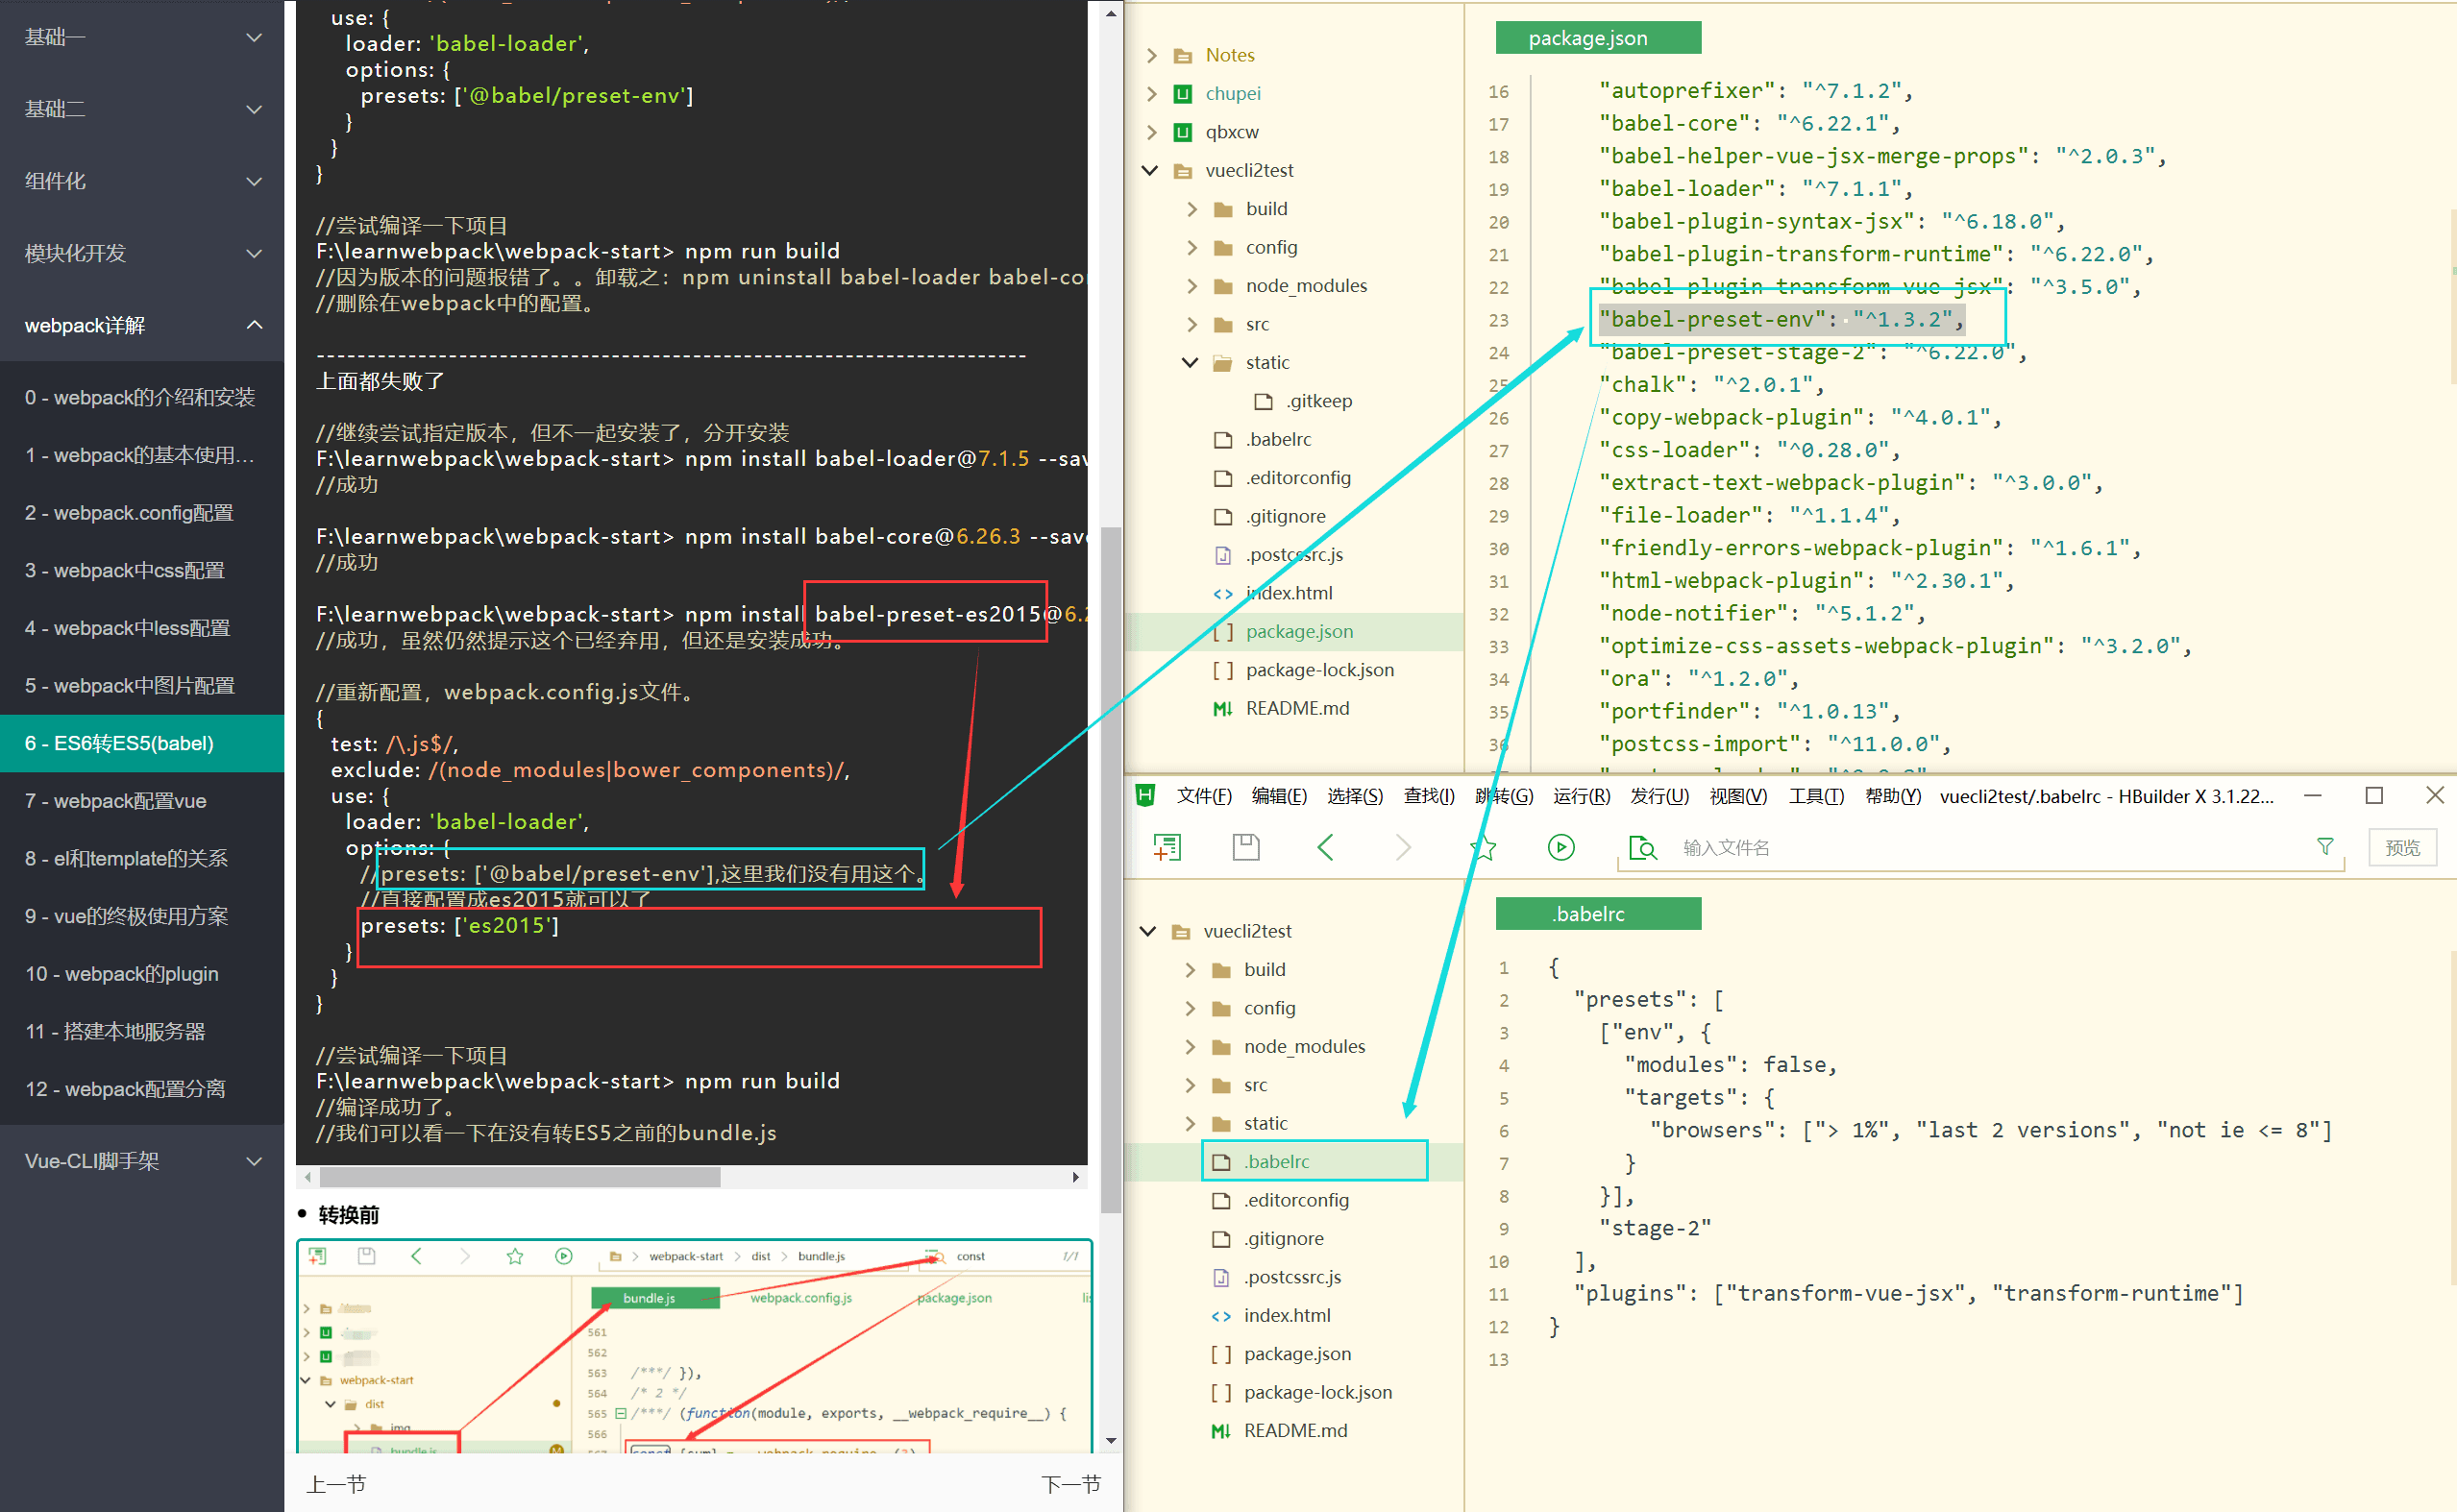 基础一
基础二
组件化
模块化开发
webpack详解
0 - webpack的介绍和安装
1 - webpack的基本使用…
2 - webpack.config配置
3 - webpack中css配置
4 - webpack中less配置
5 - webpack中图片配置
6 - ES6转ES5(babel)
7 - webpack配置vue
8 - el和template的关系
9 - vue的终极使用方案
10 - webpack的plugin
11 - 搭建本地服务器
12 - webpack配置分离
Vue-CLI脚手架
use: {
loader: 'babel-loader',
options: {
presets: ['@babel/preset-env']
}
}
}
//尝试编译一下项目
F:\learnwebpack\webpack-start> npm run build
//因为版本的问题报错了。。卸载之：npm uninstall babel-loader babel-co
//删除在webpack中的配置。
----------------------------------------------------------------------
上面都失败了
//继续尝试指定版本，但不一起安装了，分开安装
F:\learnwebpack\webpack-start> npm install babel-loader@7.1.5 --sav
//成功
F:\learnwebpack\webpack-start> npm install babel-core@6.26.3 --sav
//成功
F:\learnwebpack\webpack-start> npm install babel-preset-es2015@6.2
//成功，虽然仍然提示这个已经弃用，但还是安装成功。
//重新配置，webpack.config.js文件。
{
test: /\.js$/,
exclude: /(node_modules|bower_components)/,
use: {
loader: 'babel-loader',
options: {
//presets: ['@babel/preset-env'],这里我们没有用这个。
//直接配置成es2015就可以了
presets: ['es2015']
}
}
}
//尝试编译一下项目
F:\learnwebpack\webpack-start> npm run build
//编译成功了。
//我们可以看一下在没有转ES5之前的bundle.js
• 转换前
webpack-start > dist > bundle.js
const
1/1
bundle.js
webpack.config.js
package.json
webpack-start
dist
img
bundle.js
561
562
563 /***/ }),
564 /* 2 */
565 /***/ (function(module, exports, __webpack_require__) {
566
上一节
下一节
Notes
chupei
qbxcw
vuecli2test
build
config
node_modules
src
static
.gitkeep
.babelrc
.editorconfig
.gitignore
.postcssrc.js
index.html
package.json
package-lock.json
README.md
package.json
16 "autoprefixer": "^7.1.2",
17 "babel-core": "^6.22.1",
18 "babel-helper-vue-jsx-merge-props": "^2.0.3",
19 "babel-loader": "^7.1.1",
20 "babel-plugin-syntax-jsx": "^6.18.0",
21 "babel-plugin-transform-runtime": "^6.22.0",
22 "babel-plugin-transform-vue-jsx": "^3.5.0",
23 "babel-preset-env": "^1.3.2",
24 "babel-preset-stage-2": "^6.22.0",
25 "chalk": "^2.0.1",
26 "copy-webpack-plugin": "^4.0.1",
27 "css-loader": "^0.28.0",
28 "extract-text-webpack-plugin": "^3.0.0",
29 "file-loader": "^1.1.4",
30 "friendly-errors-webpack-plugin": "^1.6.1",
31 "html-webpack-plugin": "^2.30.1",
32 "node-notifier": "^5.1.2",
33 "optimize-css-assets-webpack-plugin": "^3.2.0",
34 "ora": "^1.2.0",
35 "portfinder": "^1.0.13",
36 "postcss-import": "^11.0.0",
文件(F) 编辑(E) 选择(S) 查找(I) 跳转(G) 运行(R) 发行(U) 视图(V) 工具(T) 帮助(Y) vuecli2test/.babelrc - HBuilder X 3.1.22...
输入文件名
预览
vuecli2test
build
config
node_modules
src
static
.babelrc
.editorconfig
.gitignore
.postcssrc.js
index.html
package.json
package-lock.json
README.md
.babelrc
1 {
2 "presets": [
3 ["env", {
4 "modules": false,
5 "targets": {
6 "browsers": ["> 1%", "last 2 versions", "not ie <= 8"]
7 }
8 }],
9 "stage-2"
10 ],
11 "plugins": ["transform-vue-jsx", "transform-runtime"]
12 }
13